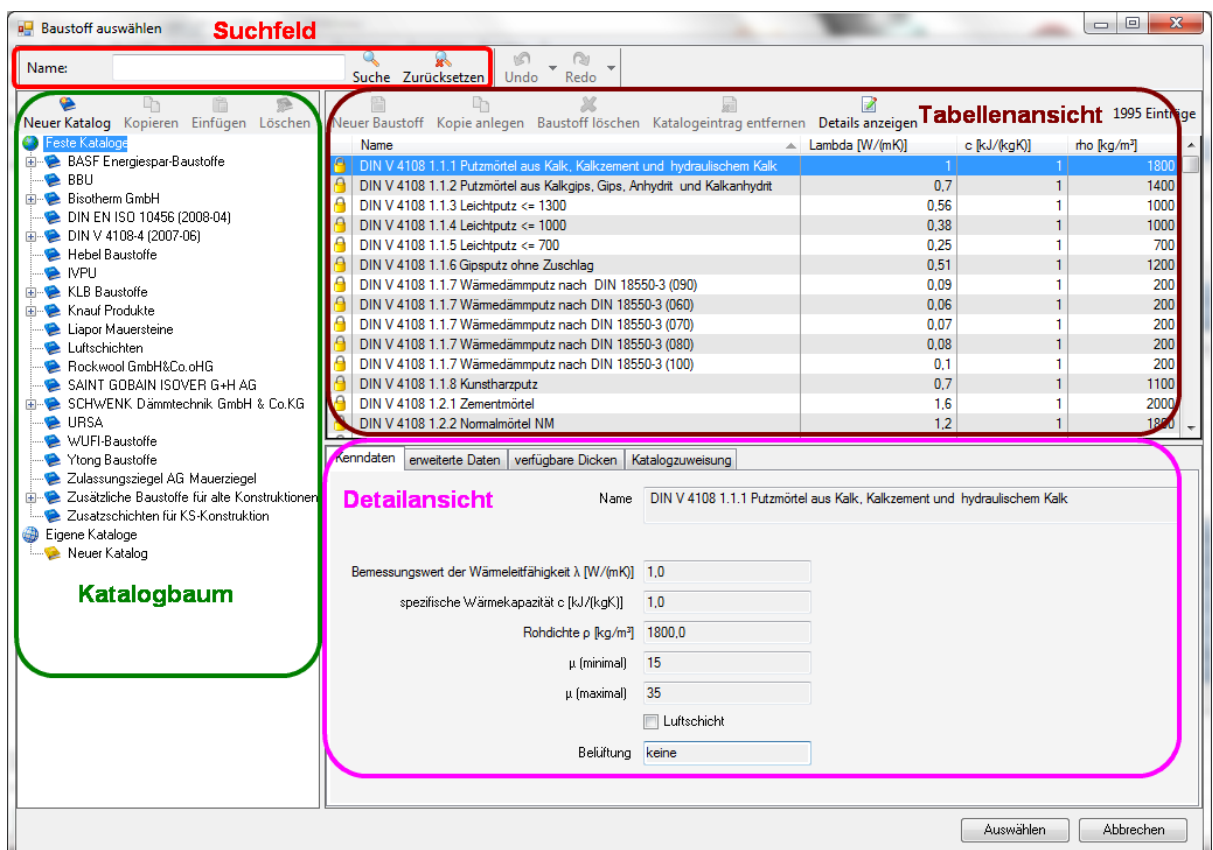 Baustoff auswählen
Suchfeld
Name:
Suche Zurücksetzen Undo Redo
Neuer Katalog Kopieren Einfügen Löschen
Feste Kataloge
BASF Energiespar-Baustoffe
BBU
Bisotherm GmbH
DIN EN ISO 10456 (2008-04)
DIN V 4108-4 (2007-06)
Hebel Baustoffe
IVPU
KLB Baustoffe
Knauf Produkte
Liapor Mauersteine
Luftschichten
Rockwool GmbH&Co.oHG
SAINT GOBAIN ISOVER G+H AG
SCHWENK Dämmtechnik GmbH & Co.KG
URSA
WUFI-Baustoffe
Ytong Baustoffe
Zulassungsziegel AG Mauerziegel
Zusätzliche Baustoffe für alte Konstruktionen
Zusatzschichten für KS-Konstruktion
Eigene Kataloge
Neuer Katalog
Katalogbaum
Neuer Baustoff Kopie anlegen Baustoff löschen Katalogeintrag entfernen Details anzeigen
Tabellenansicht
1995 Einträge
Name Lambda [W/(mK)] c [kJ/(kgK)] rho [kg/m³]
DIN V 4108 1.1.1 Putzmörtel aus Kalk, Kalkzement und hydraulischem Kalk 1 1 1800
DIN V 4108 1.1.2 Putzmörtel aus Kalkgips, Gips, Anhydrit und Kalkanhydrit 0,7 1 1400
DIN V 4108 1.1.3 Leichtputz <= 1300 0,56 1 1000
DIN V 4108 1.1.4 Leichtputz <= 1000 0,38 1 1000
DIN V 4108 1.1.5 Leichtputz <= 700 0,25 1 700
DIN V 4108 1.1.6 Gipsputz ohne Zuschlag 0,51 1 1200
DIN V 4108 1.1.7 Wärmedämmputz nach DIN 18550-3 (090) 0,09 1 200
DIN V 4108 1.1.7 Wärmedämmputz nach DIN 18550-3 (060) 0,06 1 200
DIN V 4108 1.1.7 Wärmedämmputz nach DIN 18550-3 (070) 0,07 1 200
DIN V 4108 1.1.7 Wärmedämmputz nach DIN 18550-3 (080) 0,08 1 200
DIN V 4108 1.1.7 Wärmedämmputz nach DIN 18550-3 (100) 0,1 1 200
DIN V 4108 1.1.8 Kunstharzputz 0,7 1 1100
DIN V 4108 1.2.1 Zementmörtel 1,6 1 2000
DIN V 4108 1.2.2 Normalmörtel NM 1,2 1 1800
Kenndaten erweiterte Daten verfügbare Dicken Katalogzuweisung
Detailansicht
Name DIN V 4108 1.1.1 Putzmörtel aus Kalk, Kalkzement und hydraulischem Kalk
Bemessungswert der Wärmeleitfähigkeit λ [W/(mK)] 1,0
spezifische Wärmekapazität c [kJ/(kgK)] 1,0
Rohdichte ρ [kg/m³] 1800,0
μ (minimal) 15
μ (maximal) 35
Luftschicht
Belüftung keine
Auswählen Abbrechen